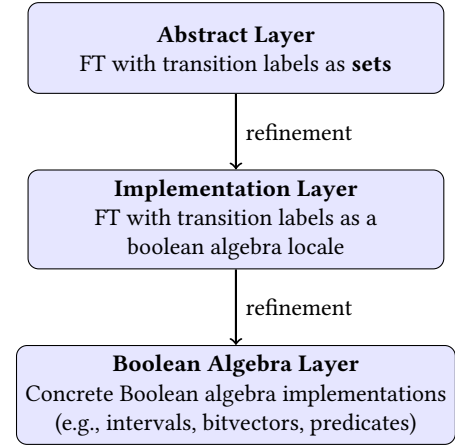 Abstract Layer
FT with transition labels as sets
refinement
Implementation Layer
FT with transition labels as a
boolean algebra locale
refinement
Boolean Algebra Layer
Concrete Boolean algebra implementations
(e.g., intervals, bitvectors, predicates)